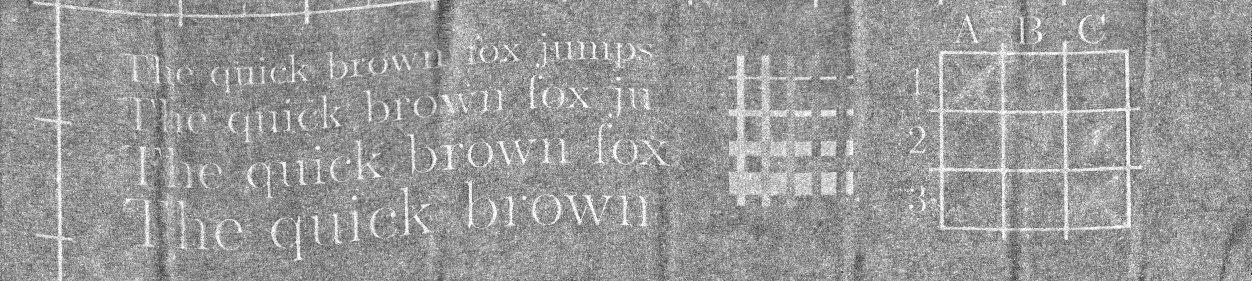 The quick brown fox jumps
The quick brown fox ju
The quick brown fox
The quick brown
A B C
1
2
3